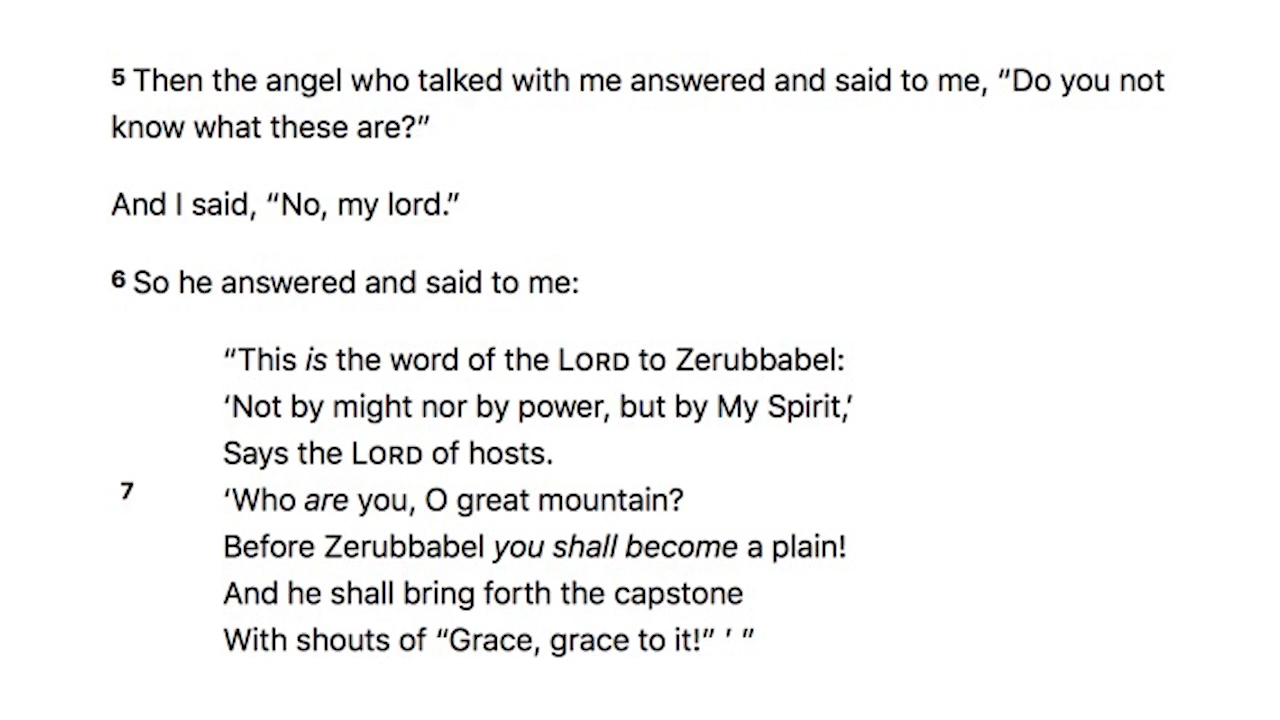 5 Then the angel who talked with me answered and said to me, “Do you not
know what these are?”
And I said, “No, my lord.”
6 So he answered and said to me:
“This is the word of the LORD to Zerubbabel:
‘Not by might nor by power, but by My Spirit,’
Says the LORD of hosts.
7 ‘Who are you, O great mountain?
Before Zerubbabel you shall become a plain!
And he shall bring forth the capstone
With shouts of “Grace, grace to it!” ’ ”